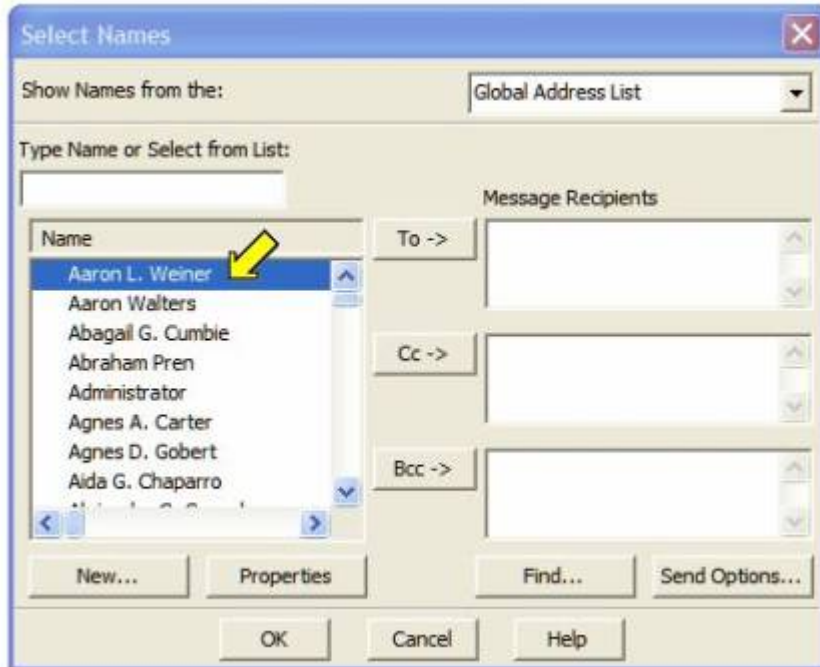 Select Names
Show Names from the:
Global Address List
Type Name or Select from List:
Message Recipients
Name
To ->
Aaron L. Weiner
Aaron Walters
Abagail G. Cumbie
Abraham Pren
Cc ->
Administrator
Agnes A. Carter
Agnes D. Gobert
Bcc ->
Aida G. Chaparro
New...
Properties
Find...
Send Options...
OK
Cancel
Help